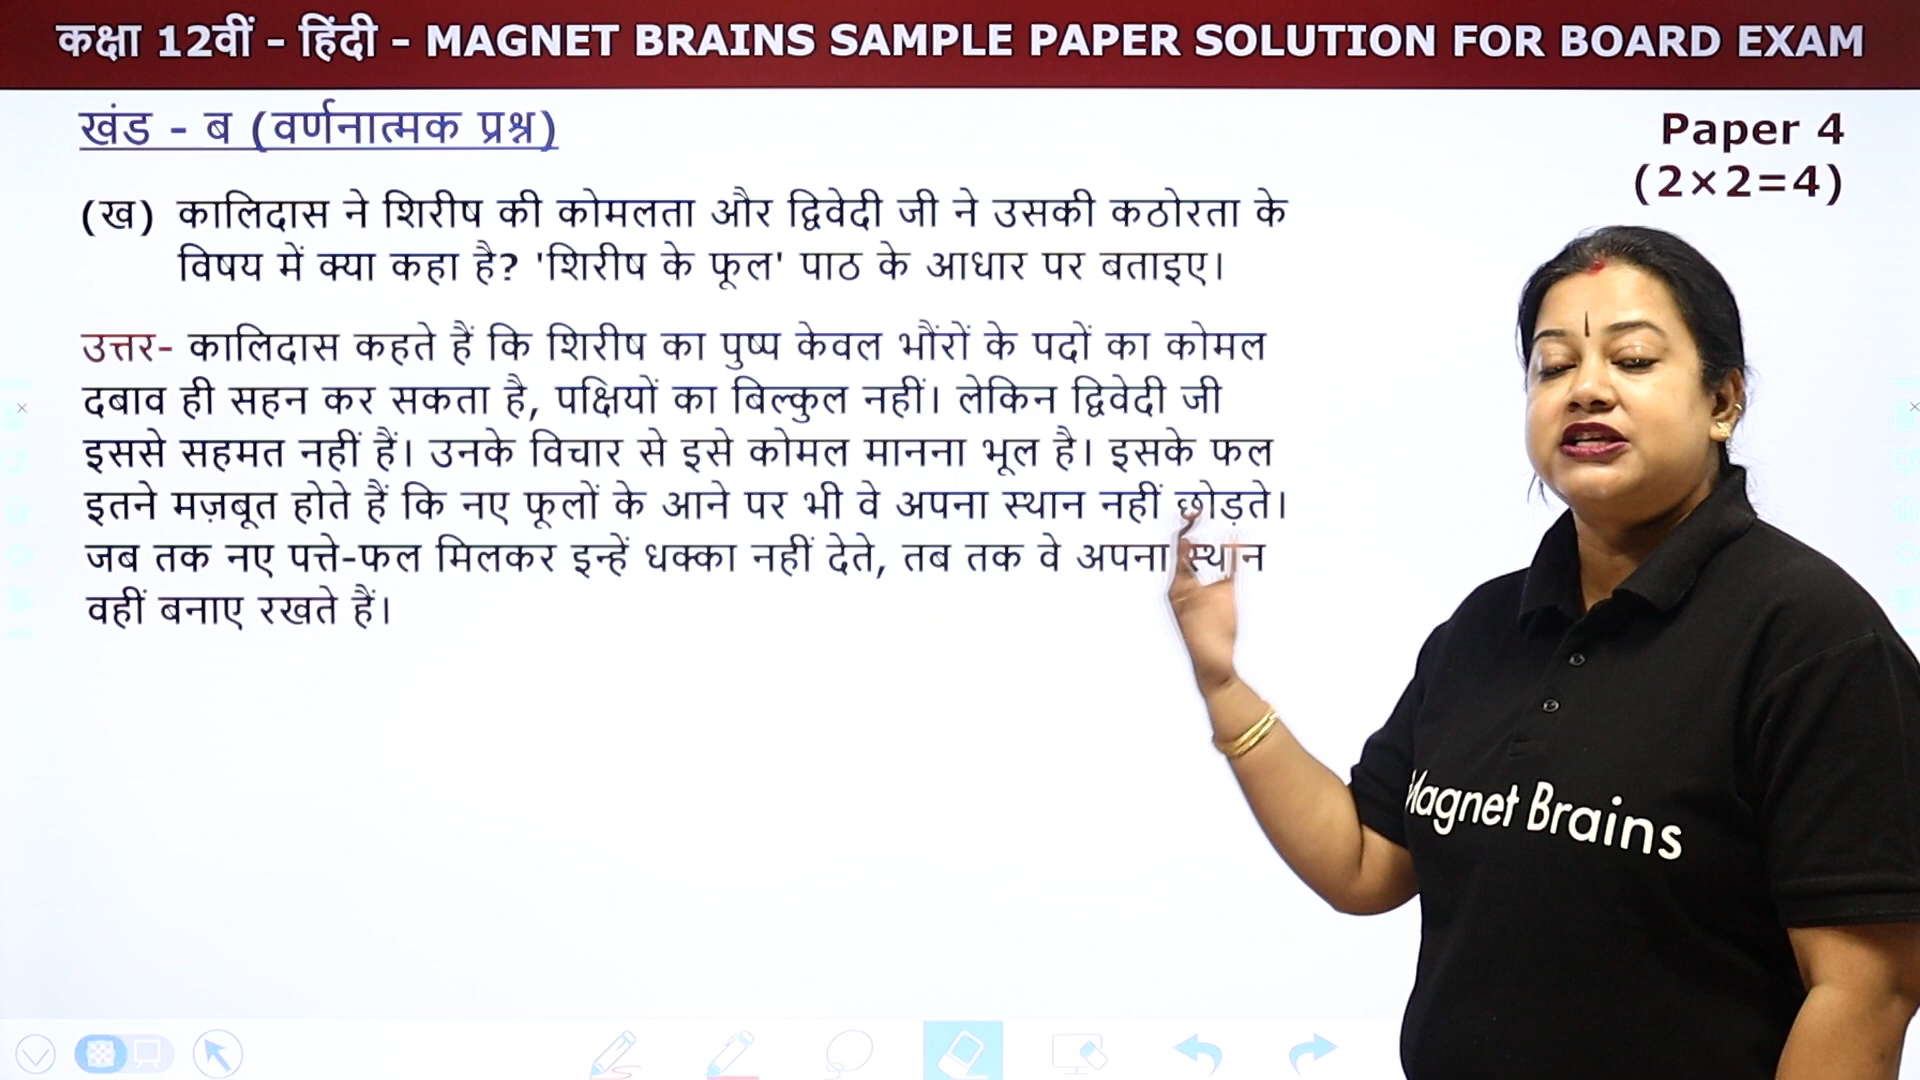 कक्षा 12वीं - हिंदी - MAGNET BRAINS SAMPLE PAPER SOLUTION FOR BOARD EXAM
खंड - ब (वर्णनात्मक प्रश्न)
Paper 4
(2×2=4)
(ख) कालिदास ने शिरीष की कोमलता और द्विवेदी जी ने उसकी कठोरता के
विषय में क्या कहा है? 'शिरीष के फूल' पाठ के आधार पर बताइए।
उत्तर- कालिदास कहते हैं कि शिरीष का पुष्प केवल भौंरों के पदों का कोमल
दबाव ही सहन कर सकता है, पक्षियों का बिल्कुल नहीं। लेकिन द्विवेदी जी
इससे सहमत नहीं हैं। उनके विचार से इसे कोमल मानना भूल है। इसके फल
इतने मज़बूत होते हैं कि नए फूलों के आने पर भी वे अपना स्थान नहीं छोड़ते।
जब तक नए पत्ते-फल मिलकर इन्हें धक्का नहीं देते, तब तक वे अपना स्थान
वहीं बनाए रखते हैं।
Magnet Brains